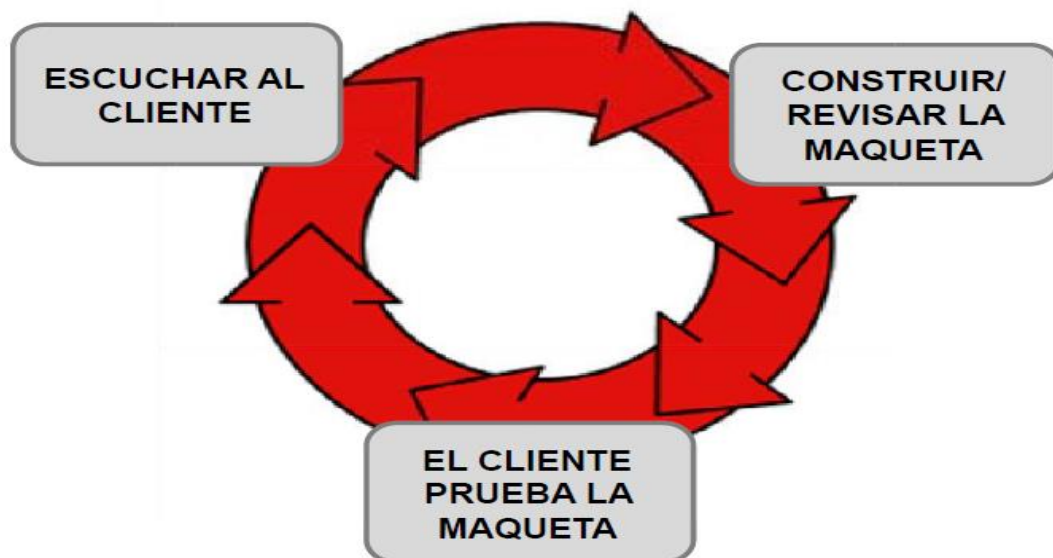 ESCUCHAR AL
CLIENTE
CONSTRUIR/
REVISAR LA
MAQUETA
EL CLIENTE
PRUEBA LA
MAQUETA